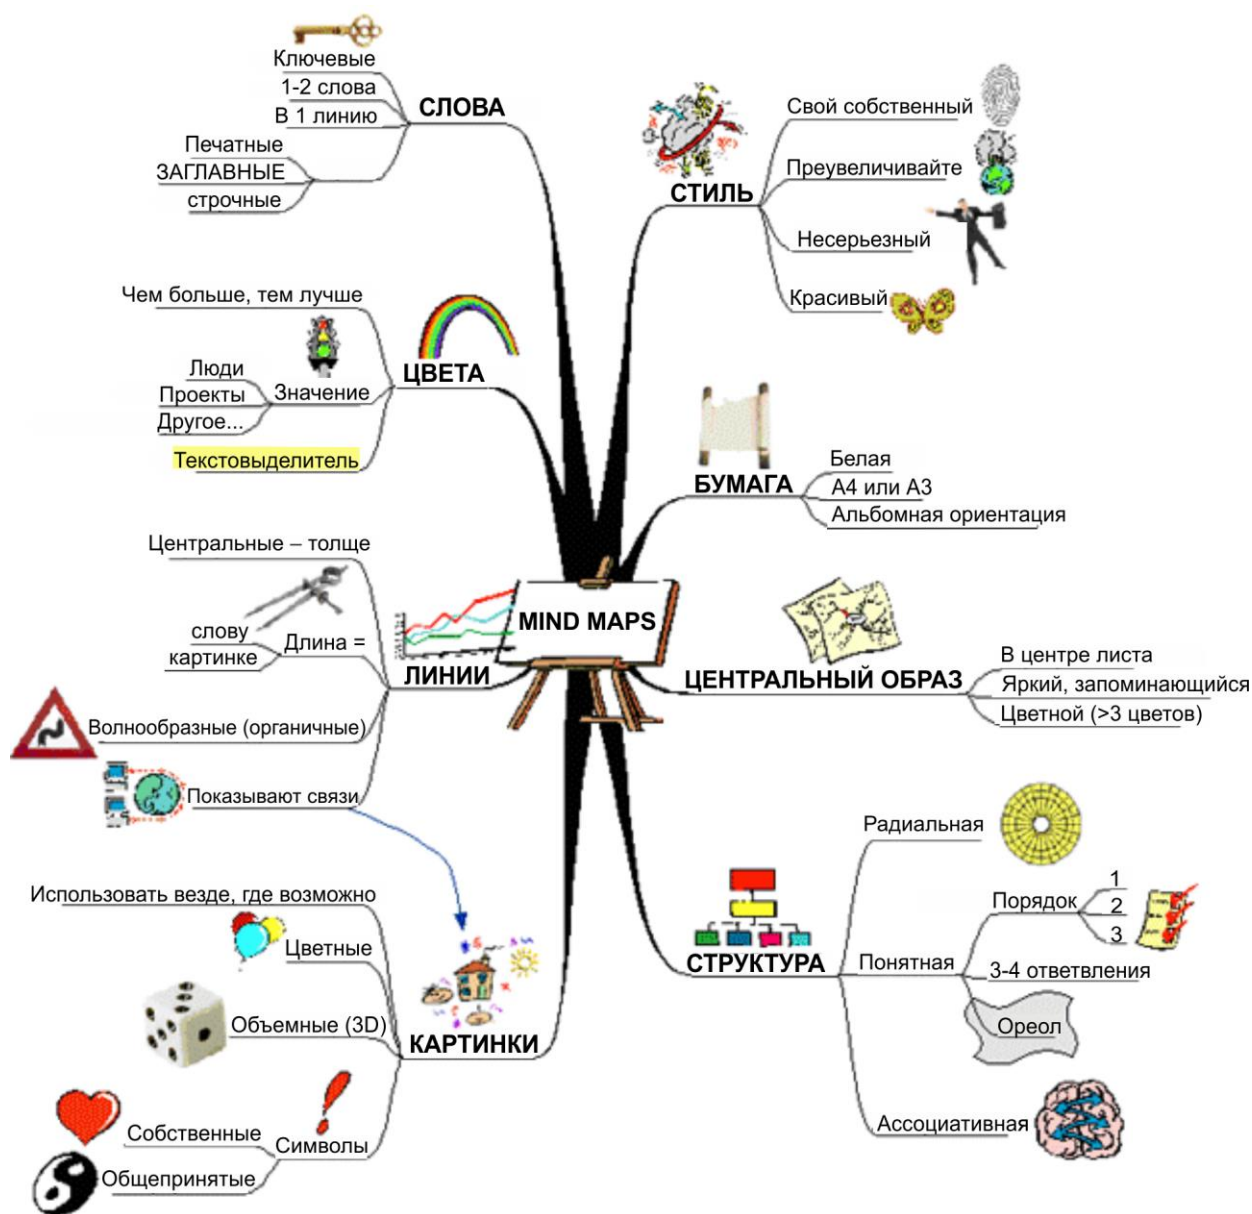 MIND MAPS
СЛОВА
Ключевые
1-2 слова
В 1 линию
Печатные
ЗАГЛАВНЫЕ
строчные
ЦВЕТА
Чем больше, тем лучше
Значение
Люди
Проекты
Другое...
Текстовыделитель
ЛИНИИ
Центральные – толще
Длина =
слову
картинке
Волнообразные (органичные)
Показывают связи
КАРТИНКИ
Использовать везде, где возможно
Цветные
Объемные (3D)
Символы
Собственные
Общепринятые
СТИЛЬ
Свой собственный
Преувеличивайте
Несерьезный
Красивый
БУМАГА
Белая
А4 или А3
Альбомная ориентация
ЦЕНТРАЛЬНЫЙ ОБРАЗ
В центре листа
Яркий, запоминающийся
Цветной (>3 цветов)
СТРУКТУРА
Радиальная
Понятная
Порядок
1
2
3
3-4 ответвления
Ореол
Ассоциативная